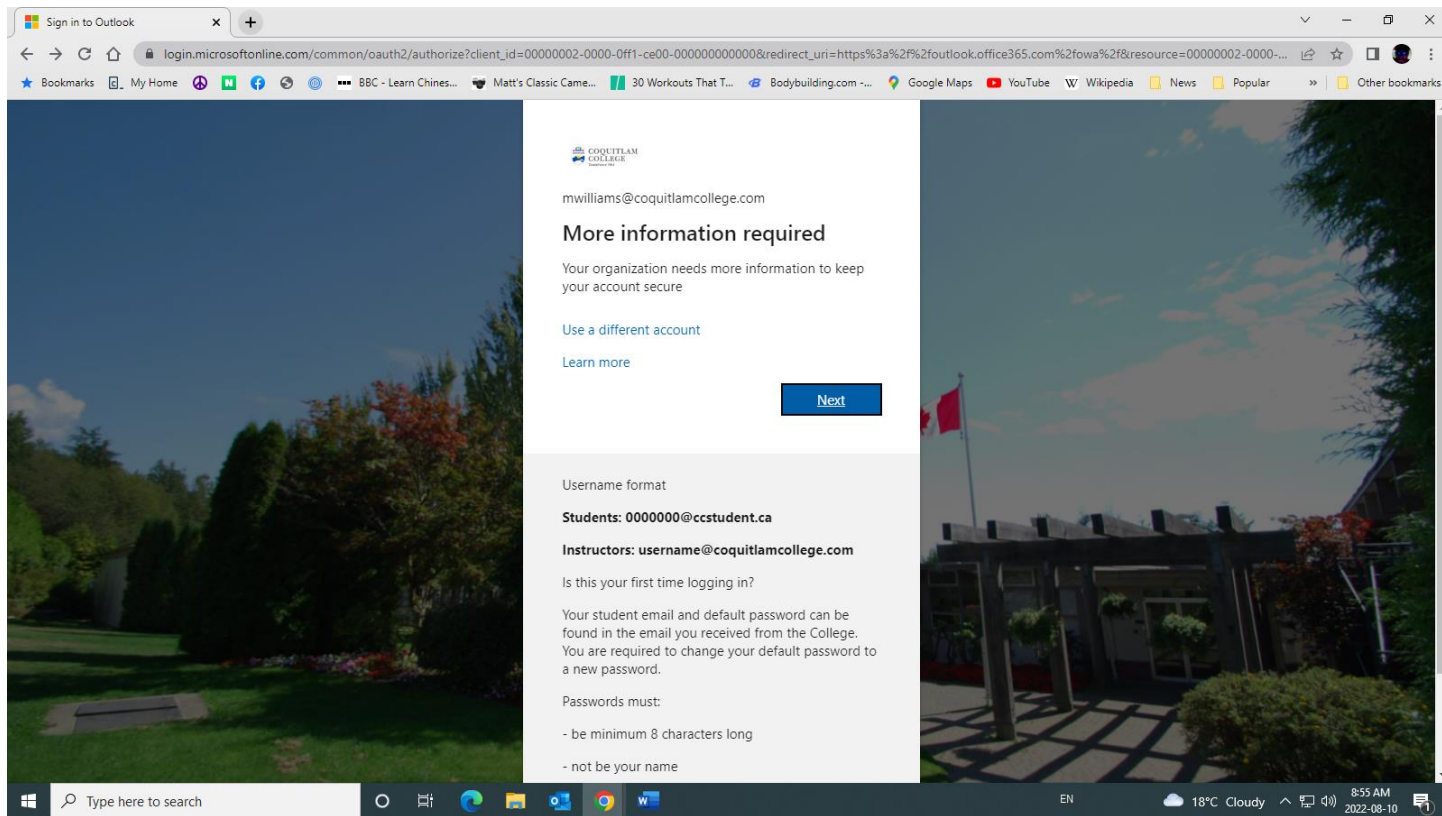 Sign in to Outlook
login.microsoftonline.com/common/oauth2/authorize?client_id=00000002-0000-0ff1-ce00-000000000000&redirect_uri=https%3a%2f%2foutlook.office365.com%2fowa%2f&resource=00000002-0000-...
Bookmarks My Home BBC - Learn Chines... Matt's Classic Came... 30 Workouts That T... Bodybuilding.com -... Google Maps YouTube Wikipedia News Popular » Other bookmarks
COQUITLAM
COLLEGE
mwilliams@coquitlamcollege.com
More information required
Your organization needs more information to keep
your account secure
Use a different account
Learn more
Next
Username format
Students: 0000000@ccstudent.ca
Instructors: username@coquitlamcollege.com
Is this your first time logging in?
Your student email and default password can be
found in the email you received from the College.
You are required to change your default password to
a new password.
Passwords must:
- be minimum 8 characters long
- not be your name
Type here to search
EN
18°C Cloudy
8:55 AM
2022-08-10